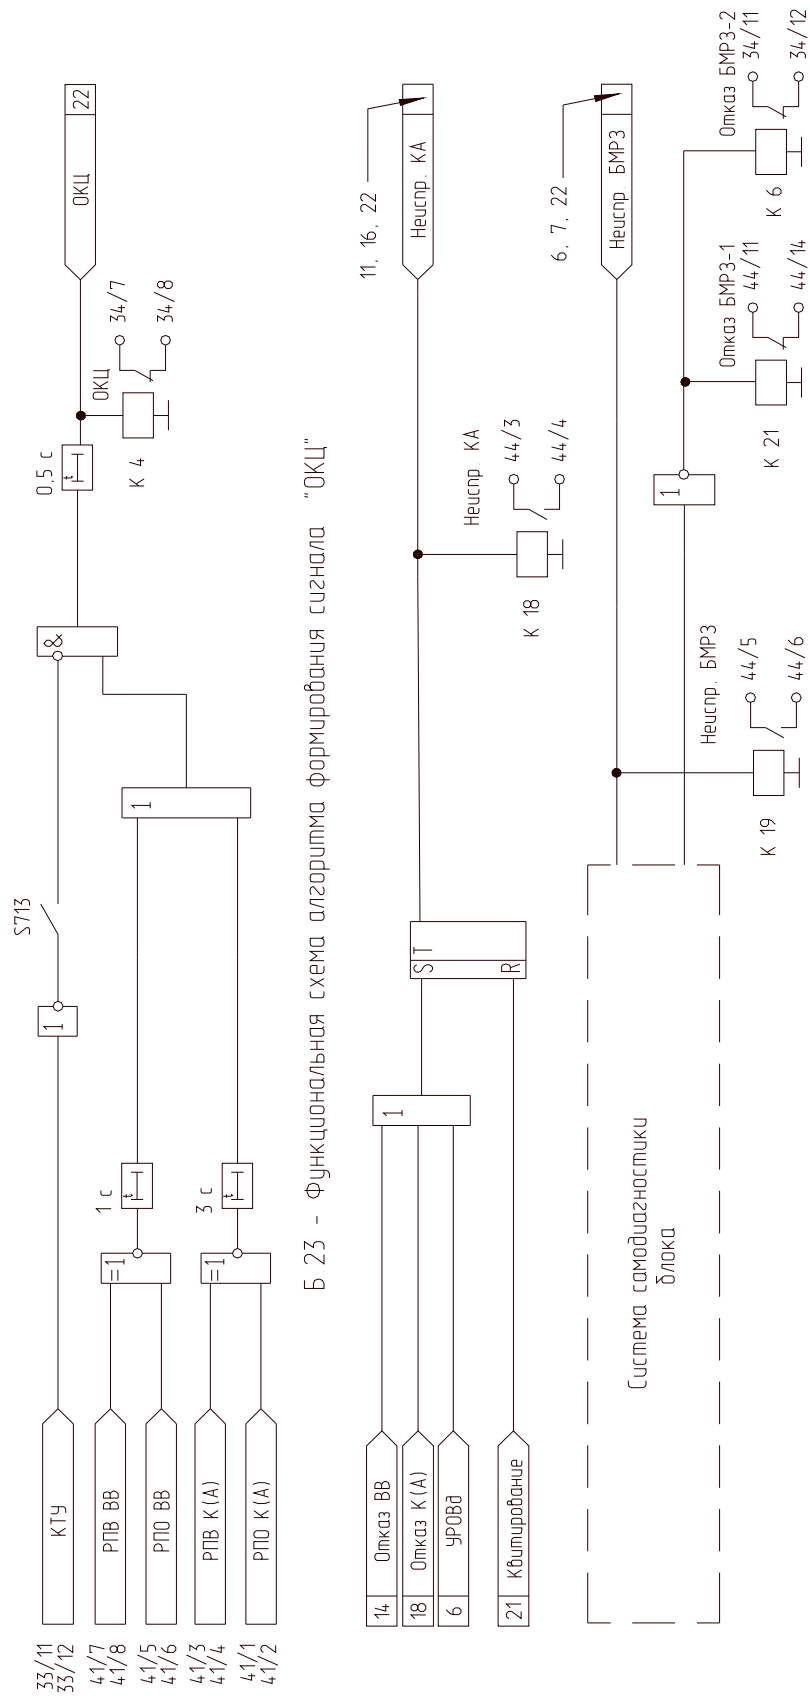 33/11
33/12
КТУ
1
S713
&
0,5 с
t
ОКЦ
22
К 4
ОКЦ
34/7
34/8
41/7
41/8
РПВ ВВ
41/5
41/6
РПО ВВ
=1
1 с
t
1
41/3
41/4
РПВ К(А)
41/1
41/2
РПО К(А)
=1
3 с
t
Б.23 - Функциональная схема алгоритма формирования сигнала "ОКЦ"
14
Отказ ВВ
18
Отказ К(А)
6
УРОВд
21
Квитирование
1
S
T
R
К 18
Неиспр. КА
44/3
44/4
Неиспр. КА
11, 16, 22
Система самодиагностики
блока
К 19
Неиспр. БМРЗ
44/5
44/6
Неиспр. БМРЗ
6, 7, 22
1
К 21
Отказ БМРЗ-1
44/11
44/14
К 6
Отказ БМРЗ-2
34/11
34/12